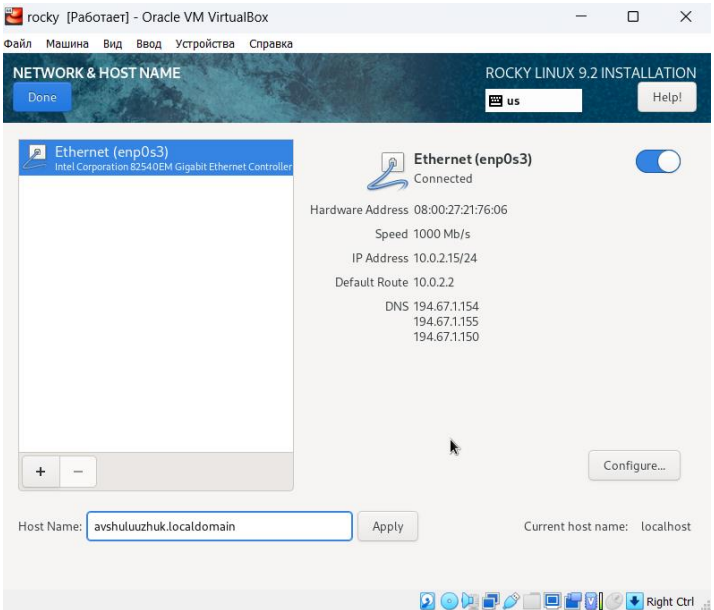 rocky [Работает] - Oracle VM VirtualBox
Файл Машина Вид Ввод Устройства Справка
NETWORK & HOST NAME
ROCKY LINUX 9.2 INSTALLATION
Done
us
Help!
Ethernet (enp0s3)
Intel Corporation 82540EM Gigabit Ethernet Controller
Ethernet (enp0s3)
Connected
Hardware Address 08:00:27:21:76:06
Speed 1000 Mb/s
IP Address 10.0.2.15/24
Default Route 10.0.2.2
DNS 194.67.1.154
194.67.1.155
194.67.1.150
+ −
Configure...
Host Name: avshuluuzhuk.localdomain Apply Current host name: localhost
Right Ctrl